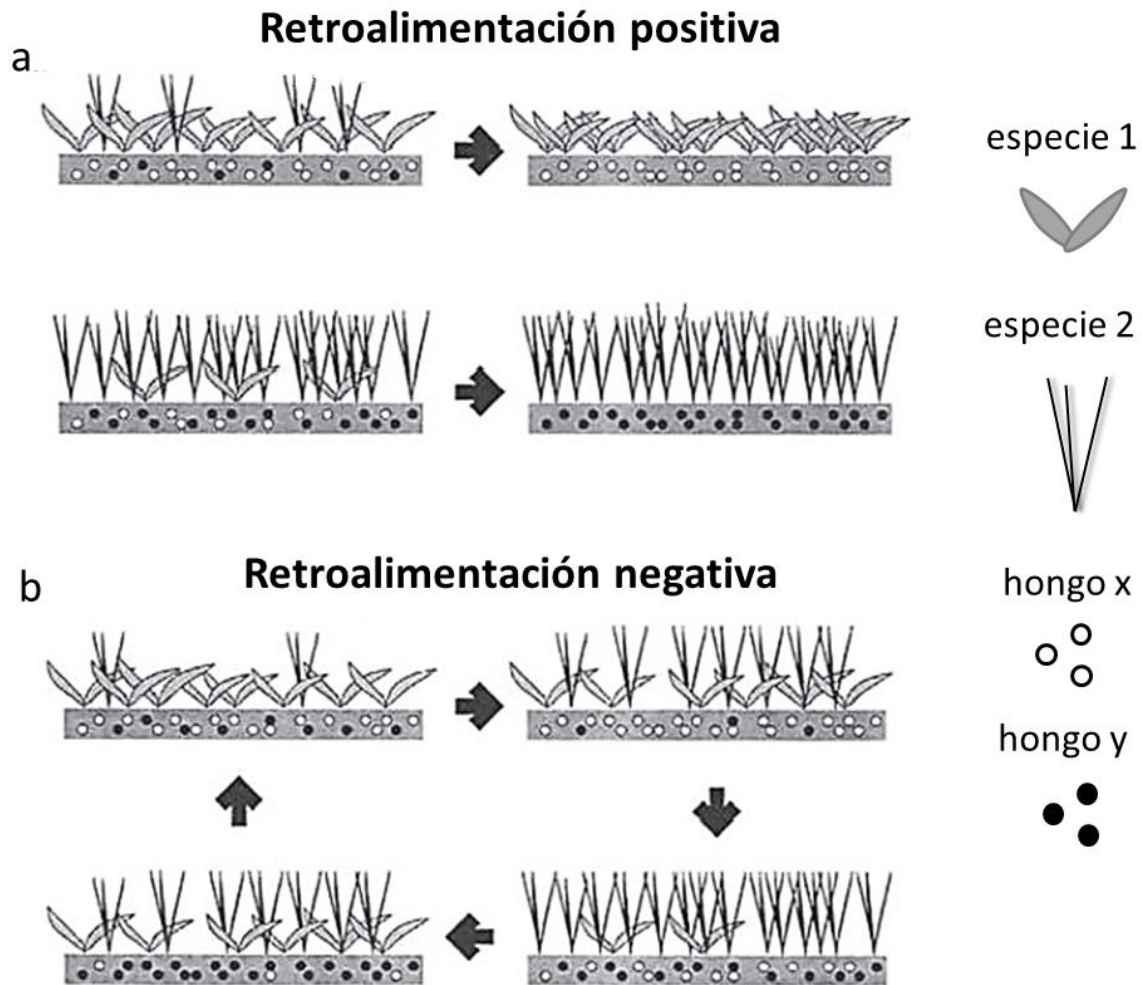 Retroalimentación positiva
a
especie 1
especie 2
Retroalimentación negativa
b
hongo x
hongo y